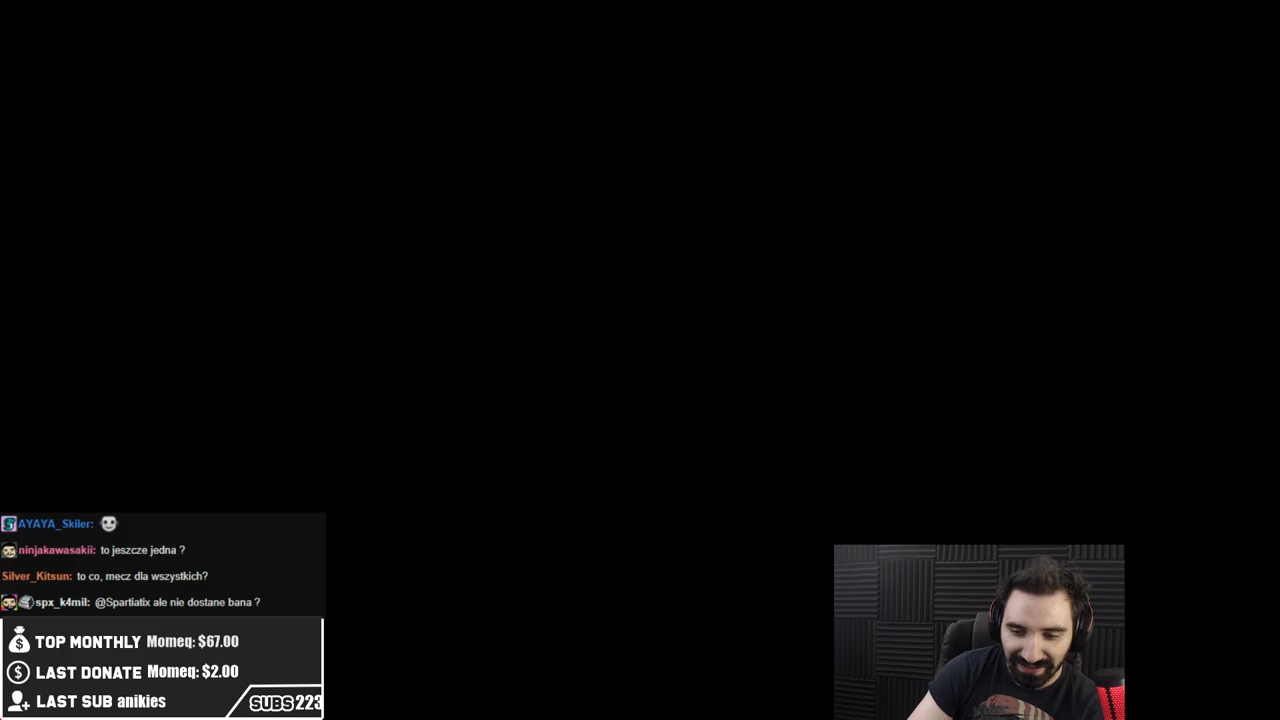 AYAYA_Skiler:
ninjakawasakii: to jeszcze jedna ?
Silver_Kitsun: to co, mecz dla wszystkich?
spx_k4mil: @Spartiatix ale nie dostane bana ?
TOP MONTHLY Momeq: $67.00
LAST DONATE Momeq: $2.00
LAST SUB anikies
SUBS 223